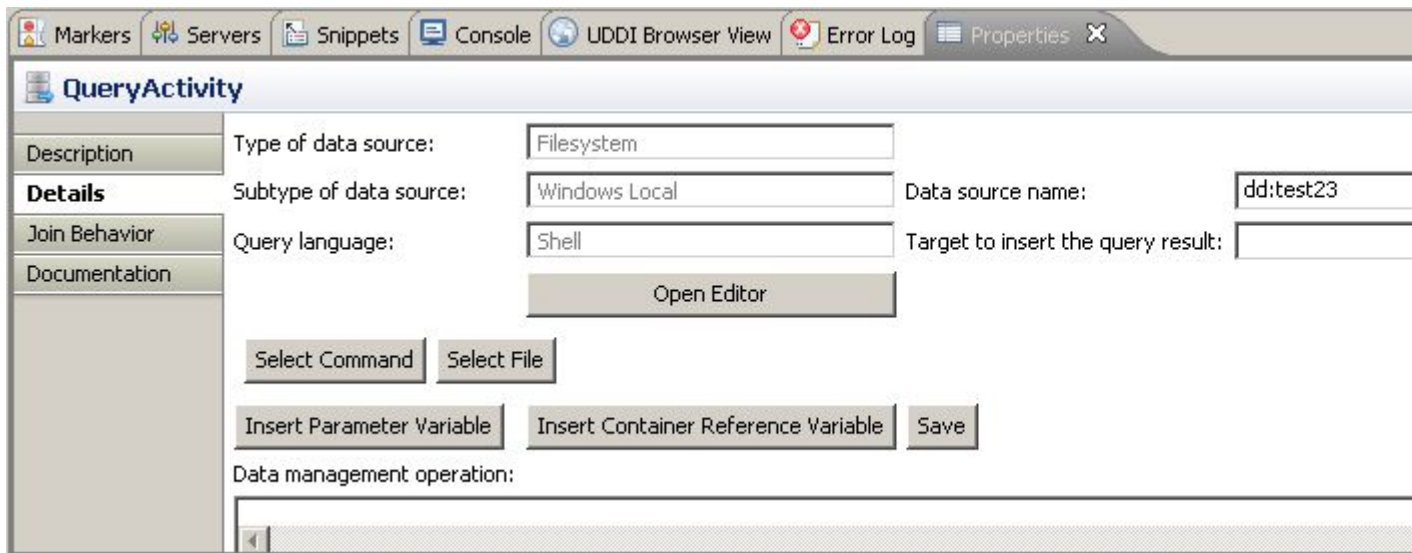 Markers Servers Snippets Console UDDI Browser View Error Log Properties
QueryActivity
Description
Details
Join Behavior
Documentation
Type of data source: Filesystem
Subtype of data source: Windows Local Data source name: dd:test23
Query language: Shell Target to insert the query result:
Open Editor
Select Command Select File
Insert Parameter Variable Insert Container Reference Variable Save
Data management operation: